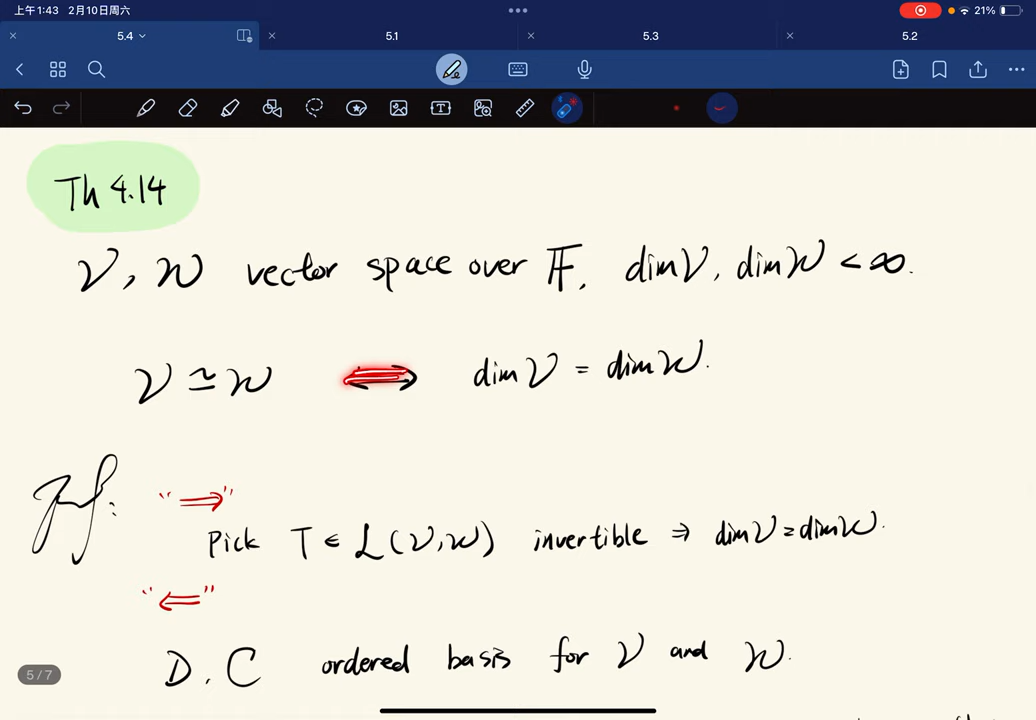 上午1:43 2月10日周六
21%
5.4 5.1 5.3 5.2
Th 4.14
V, W vector space over 𝔽, dim V, dim W < ∞.
V ≃ W ⟺ dim V = dim W.
Prf:
"⟹"
Pick T ∈ L(V,W) invertible ⇒ dim V = dim W.
"⟸"
D, C ordered basis for V and W.
5 / 7